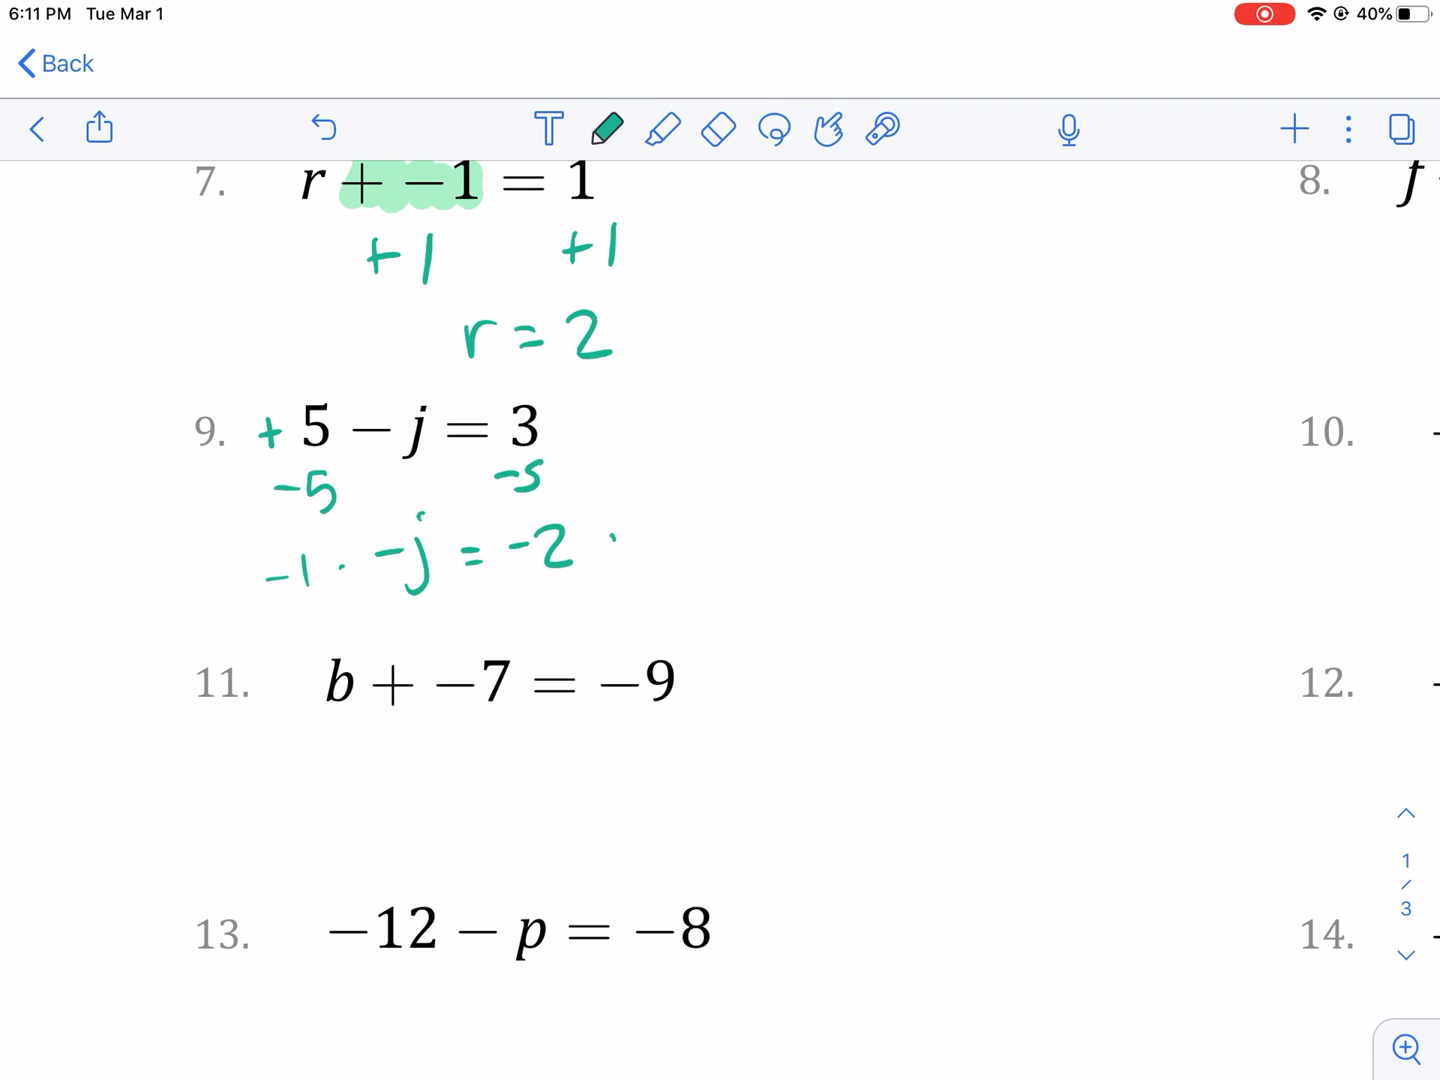 6:11 PM Tue Mar 1 40%
Back
T
7. r + −1 = 1 8. f
+1 +1
r = 2
9. + 5 − j = 3 10. -
-5 -5
-1 · -j = -2 ·
11. b + −7 = −9 12. -
13. −12 − p = −8 14. -
1
/
3